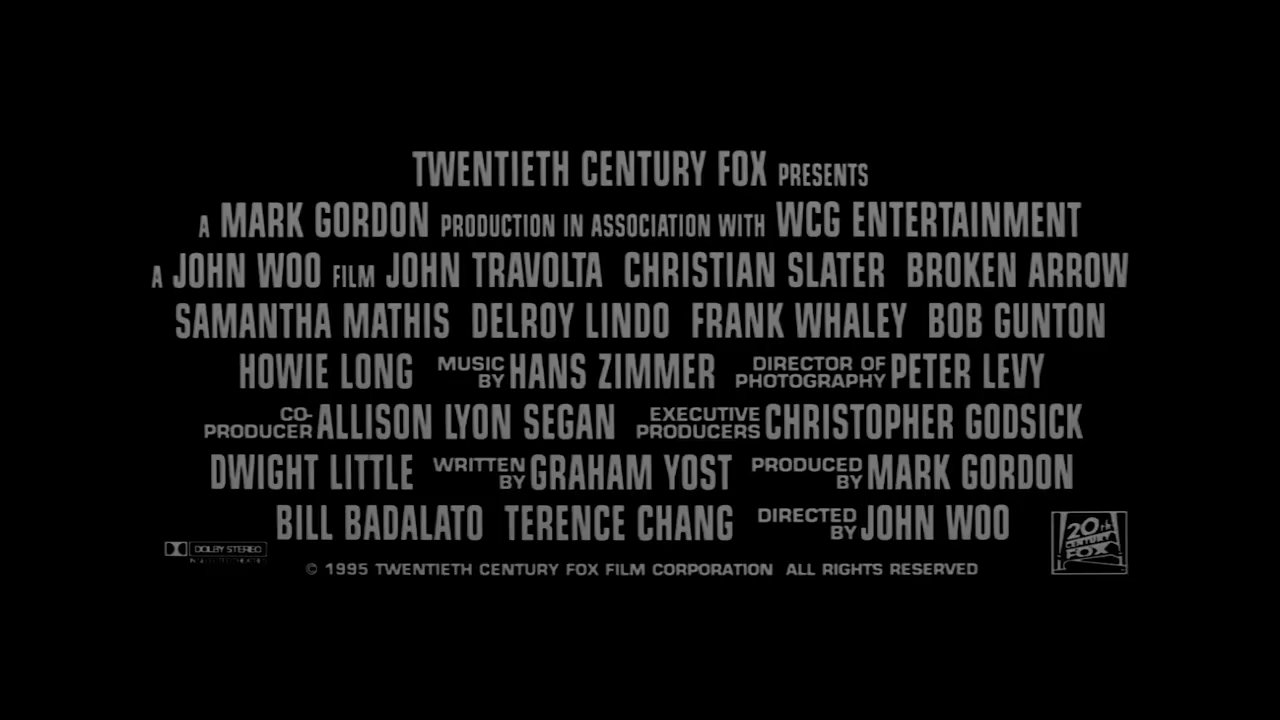 TWENTIETH CENTURY FOX PRESENTS
A MARK GORDON PRODUCTION IN ASSOCIATION WITH WCG ENTERTAINMENT
A JOHN WOO FILM JOHN TRAVOLTA CHRISTIAN SLATER BROKEN ARROW
SAMANTHA MATHIS DELROY LINDO FRANK WHALEY BOB GUNTON
HOWIE LONG MUSIC BY HANS ZIMMER DIRECTOR OF PHOTOGRAPHY PETER LEVY
CO-PRODUCER ALLISON LYON SEGAN EXECUTIVE PRODUCERS CHRISTOPHER GODSICK
DWIGHT LITTLE WRITTEN BY GRAHAM YOST PRODUCED BY MARK GORDON
BILL BADALATO TERENCE CHANG DIRECTED BY JOHN WOO
DOLBY STEREO
20th CENTURY FOX
© 1995 TWENTIETH CENTURY FOX FILM CORPORATION ALL RIGHTS RESERVED